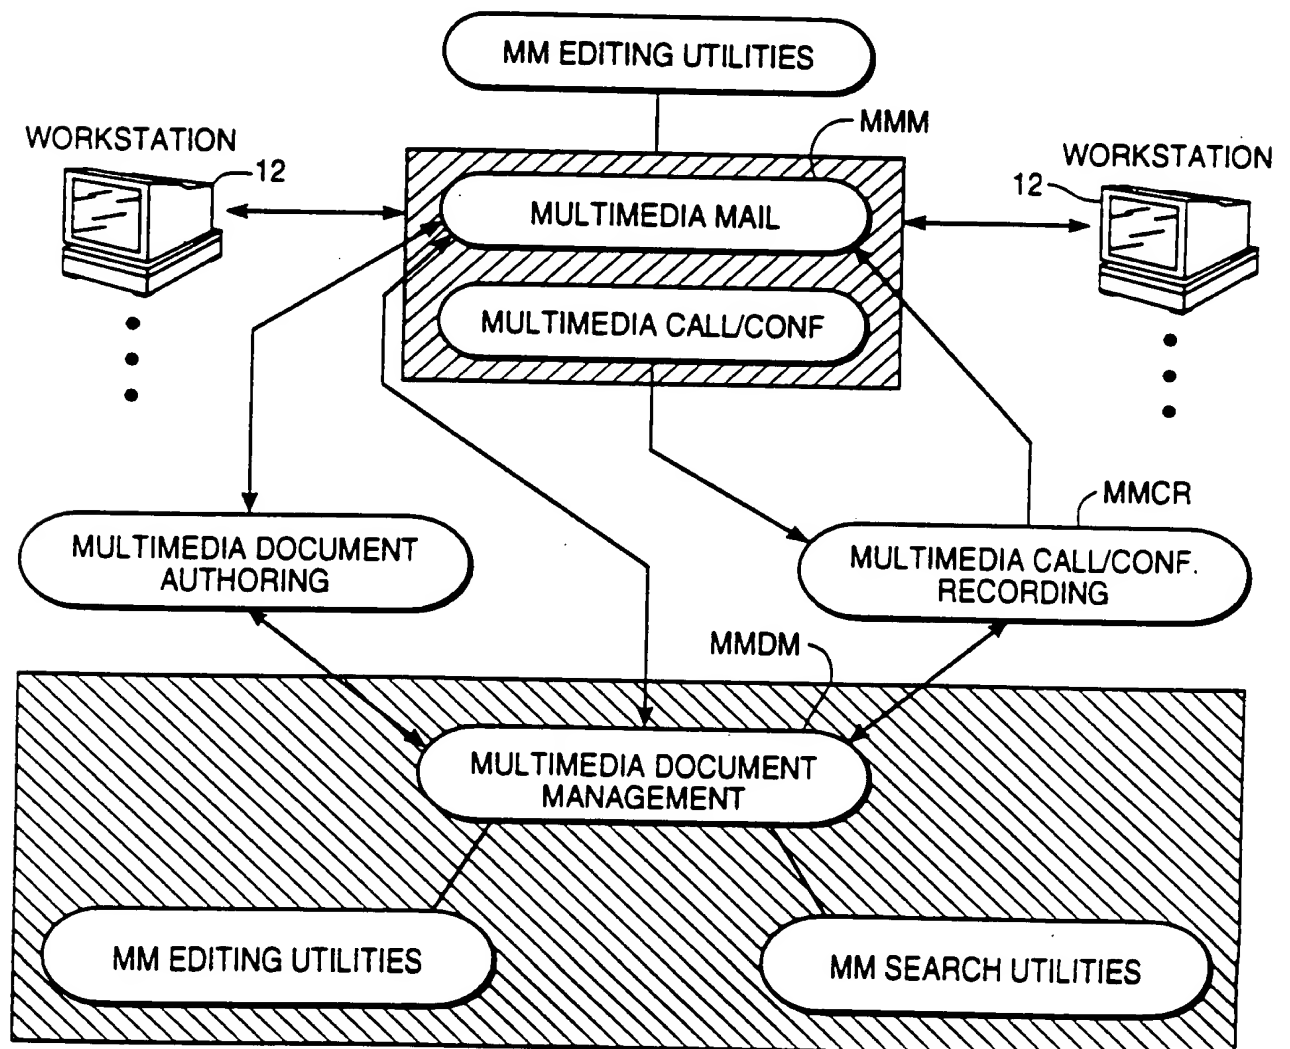 MM EDITING UTILITIES
MMM
WORKSTATION
12
WORKSTATION
12
MULTIMEDIA MAIL
MULTIMEDIA CALL/CONF
MMCR
MULTIMEDIA DOCUMENT
AUTHORING
MULTIMEDIA CALL/CONF.
RECORDING
MMDM
MULTIMEDIA DOCUMENT
MANAGEMENT
MM EDITING UTILITIES
MM SEARCH UTILITIES